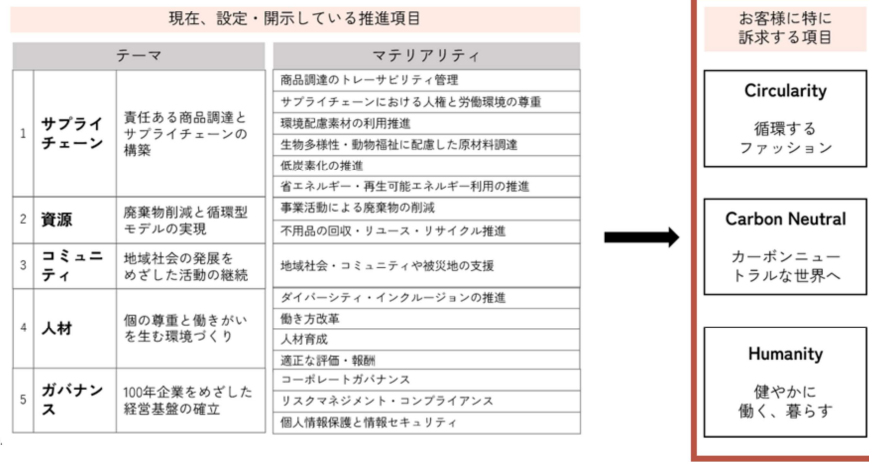 現在、設定・開示している推進項目
テーマ
マテリアリティ
1
サプライ
チェーン
責任ある商品調達と
サプライチェーンの
構築
商品調達のトレーサビリティ管理
サプライチェーンにおける人権と労働環境の尊重
環境配慮素材の利用推進
生物多様性・動物福祉に配慮した原材料調達
低炭素化の推進
省エネルギー・再生可能エネルギー利用の推進
2
資源
廃棄物削減と循環型
モデルの実現
事業活動による廃棄物の削減
不用品の回収・リユース・リサイクル推進
3
コミュニ
ティ
地域社会の発展を
めざした活動の継続
地域社会・コミュニティや被災地の支援
4
人材
個の尊重と働きがい
を生む環境づくり
ダイバーシティ・インクルージョンの推進
働き方改革
人材育成
適正な評価・報酬
5
ガバナン
ス
100年企業をめざした
経営基盤の確立
コーポレートガバナンス
リスクマネジメント・コンプライアンス
個人情報保護と情報セキュリティ
お客様に特に
訴求する項目
Circularity
循環する
ファッション
Carbon Neutral
カーボンニュー
トラルな世界へ
Humanity
健やかに
働く、暮らす